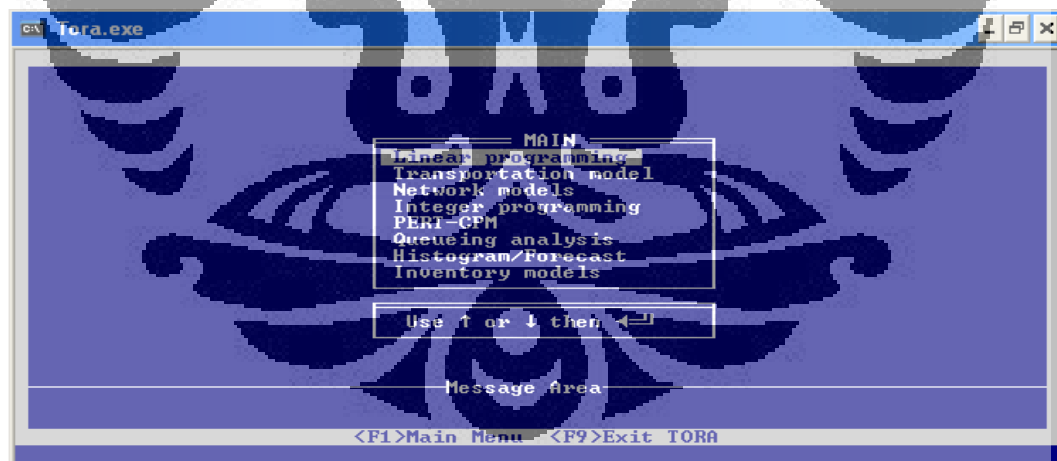 Tora.exe
MAIN
Linear programming
Transportation model
Network models
Integer programming
PERT-CPM
Queueing analysis
Histogram/Forecast
Inventory models
Use ↑ or ↓ then ◄─┘
Message Area
<F1>Main Menu <F9>Exit TORA